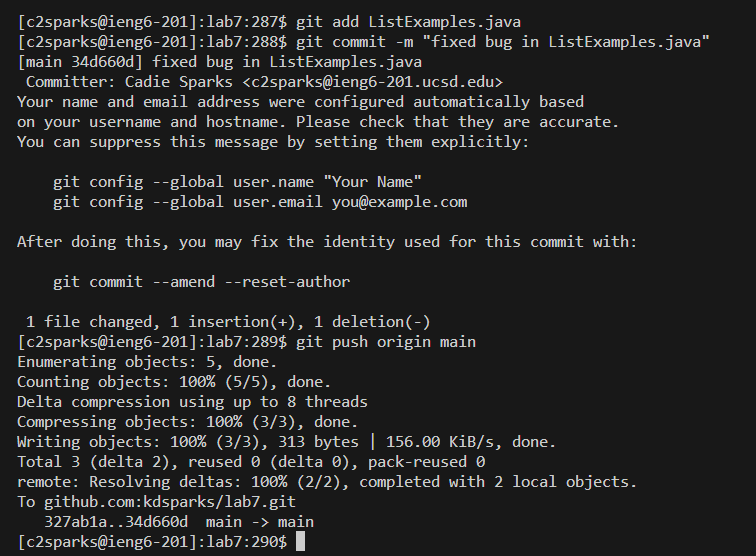 [c2sparks@ieng6-201]:lab7:287$ git add ListExamples.java
[c2sparks@ieng6-201]:lab7:288$ git commit -m "fixed bug in ListExamples.java"
[main 34d660d] fixed bug in ListExamples.java
 Committer: Cadie Sparks <c2sparks@ieng6-201.ucsd.edu>
Your name and email address were configured automatically based
on your username and hostname. Please check that they are accurate.
You can suppress this message by setting them explicitly:

    git config --global user.name "Your Name"
    git config --global user.email you@example.com

After doing this, you may fix the identity used for this commit with:

    git commit --amend --reset-author

 1 file changed, 1 insertion(+), 1 deletion(-)
[c2sparks@ieng6-201]:lab7:289$ git push origin main
Enumerating objects: 5, done.
Counting objects: 100% (5/5), done.
Delta compression using up to 8 threads
Compressing objects: 100% (3/3), done.
Writing objects: 100% (3/3), 313 bytes | 156.00 KiB/s, done.
Total 3 (delta 2), reused 0 (delta 0), pack-reused 0
remote: Resolving deltas: 100% (2/2), completed with 2 local objects.
To github.com:kdsparks/lab7.git
   327ab1a..34d660d  main -> main
[c2sparks@ieng6-201]:lab7:290$